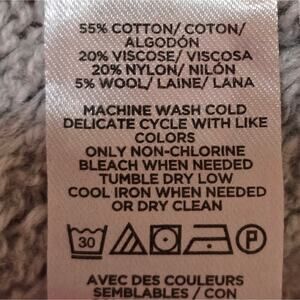 55% COTTON/ COTON/
ALGODÓN
20% VISCOSE/ VISCOSA
20% NYLON/ NILÓN
5% WOOL/ LAINE/ LANA
MACHINE WASH COLD
DELICATE CYCLE WITH LIKE
COLORS
ONLY NON-CHLORINE
BLEACH WHEN NEEDED
TUMBLE DRY LOW
COOL IRON WHEN NEEDED
OR DRY CLEAN
30 P
AVEC DES COULEURS
SEMBLABLES / CON